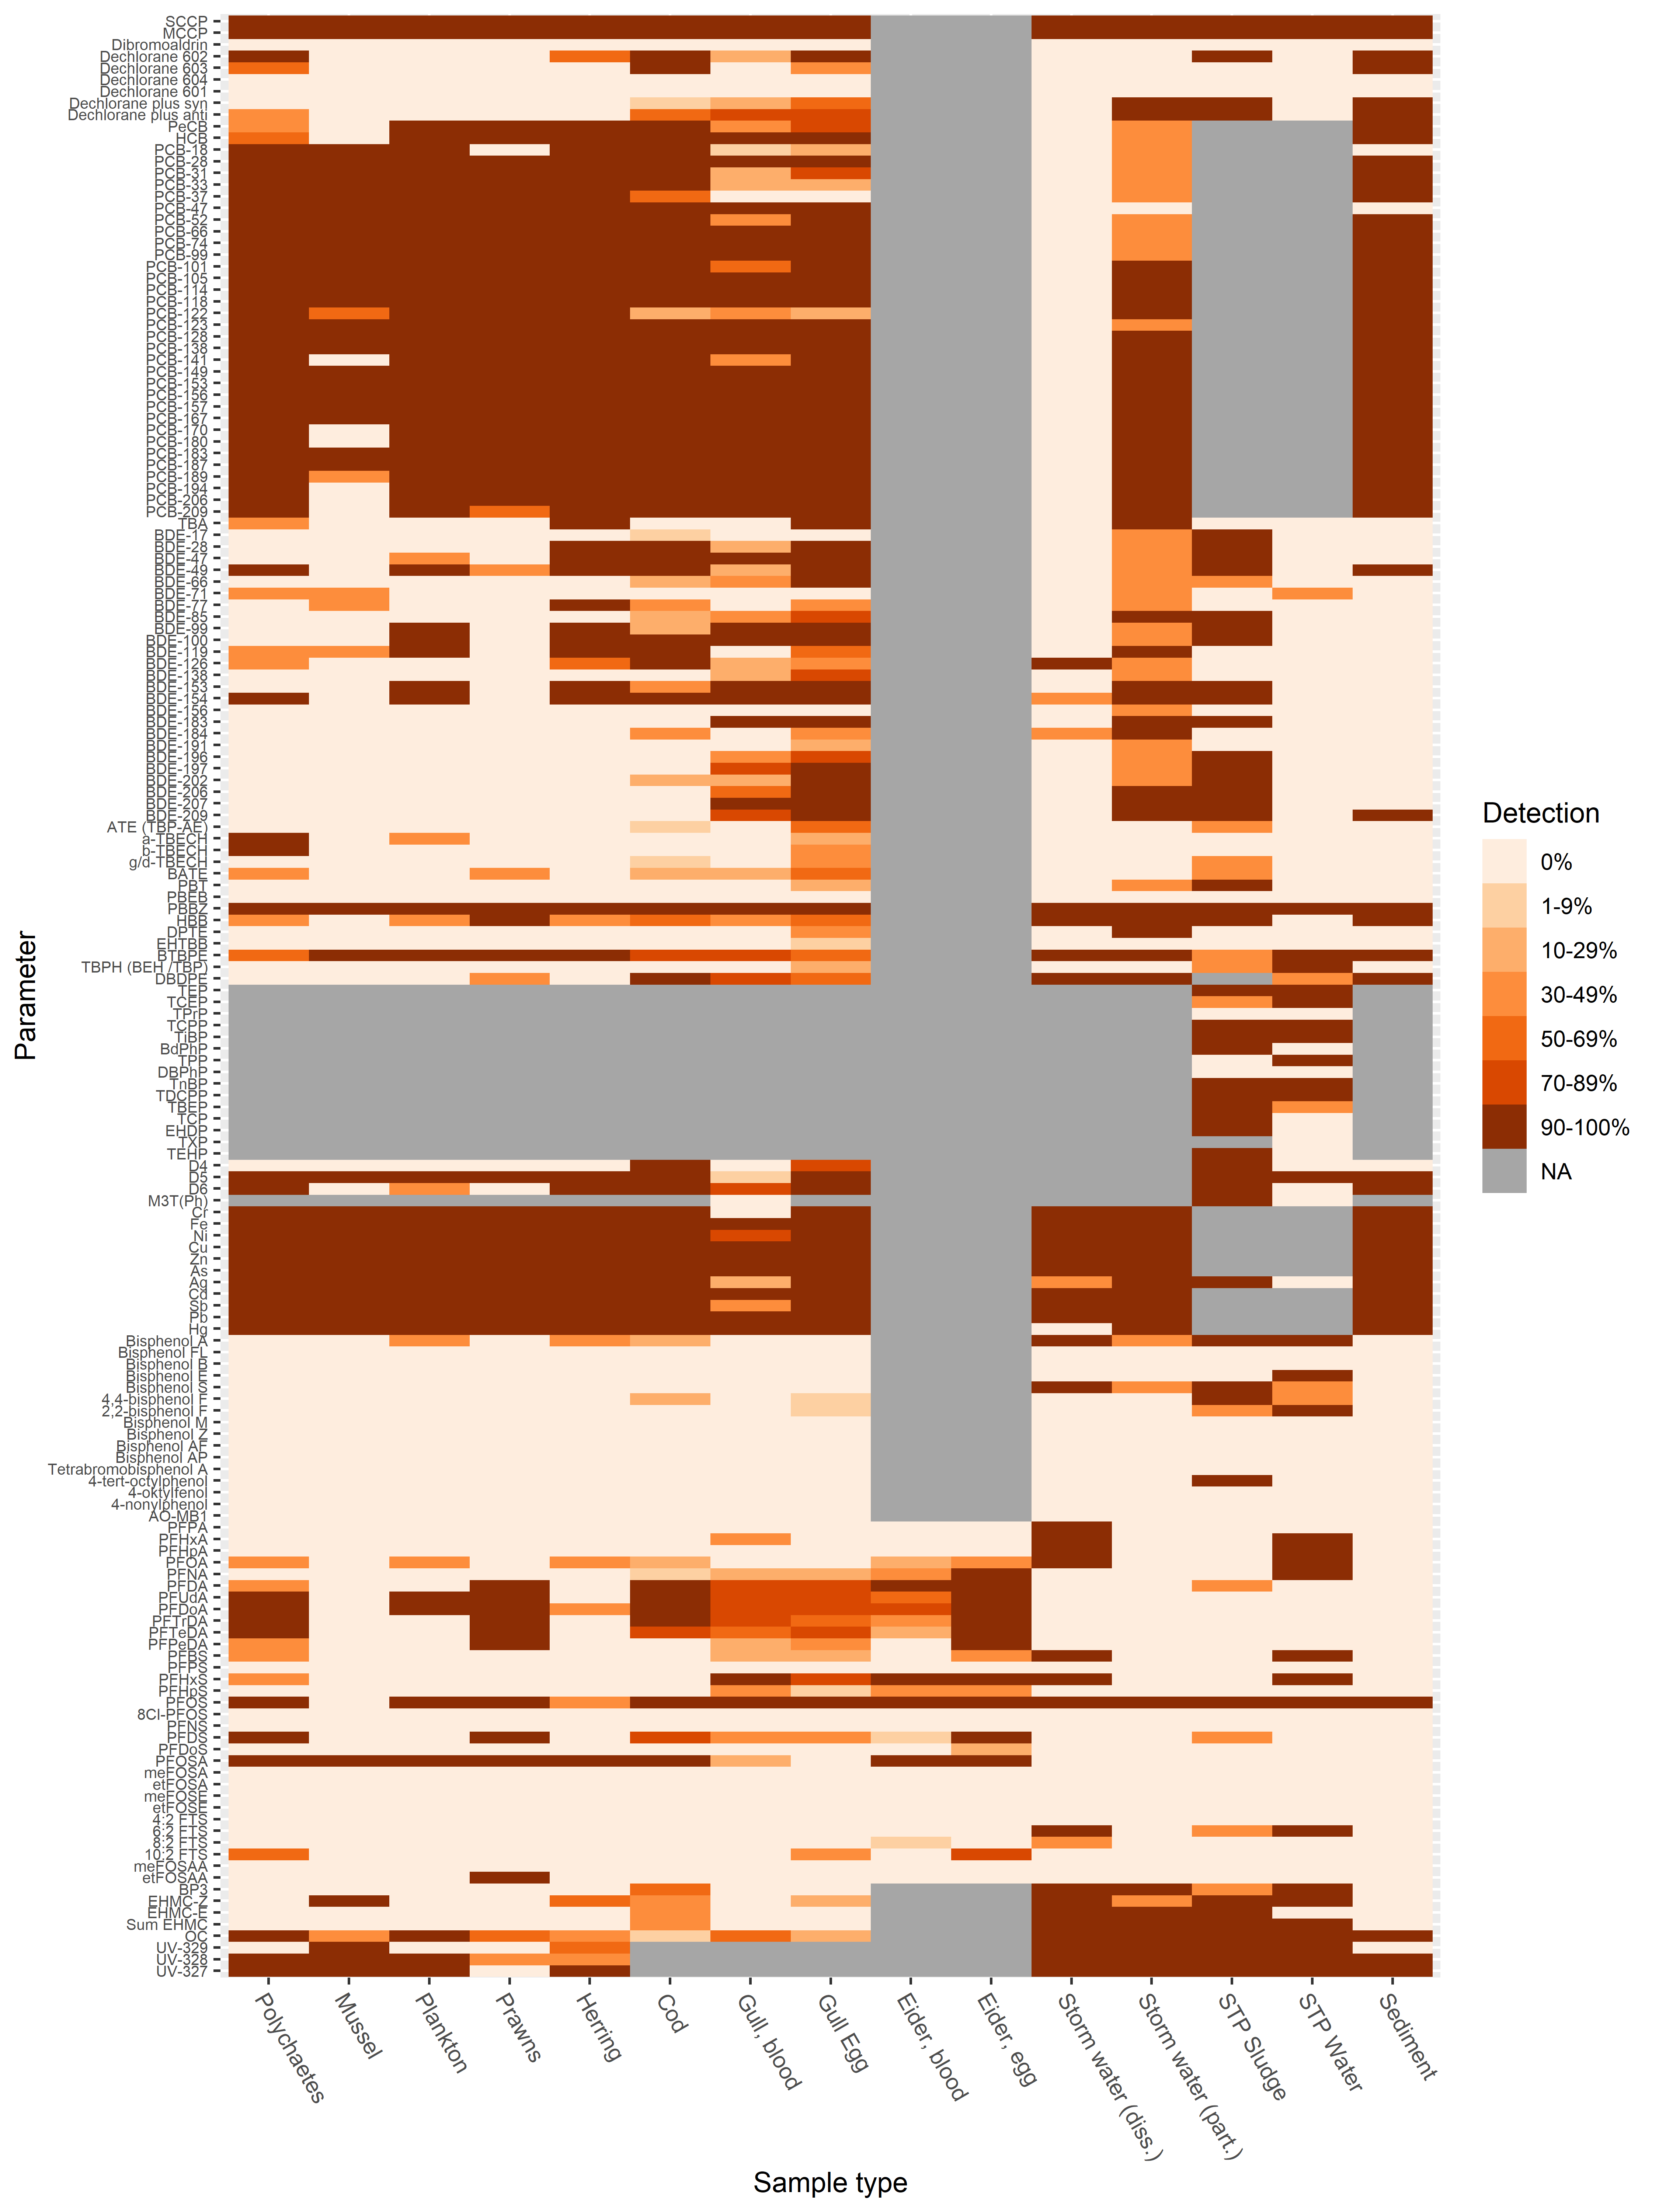 SCCP
MCCP
Dibromoaldrin
Dechlorane 602
Dechlorane 603
Dechlorane 604
Dechlorane 601
Dechlorane plus syn
Dechlorane plus anti
PeCB
HCB
PCB-18
PCB-28
PCB-31
PCB-33
PCB-37
PCB-47
PCB-52
PCB-66
PCB-74
PCB-99
PCB-101
PCB-105
PCB-114
PCB-118
PCB-122
PCB-123
PCB-128
PCB-138
PCB-141
PCB-149
PCB-153
PCB-156
PCB-157
PCB-167
PCB-170
PCB-180
PCB-183
PCB-187
PCB-189
PCB-194
PCB-206
PCB-209
TBA
BDE-17
BDE-28
BDE-47
BDE-49
BDE-66
BDE-71
BDE-77
BDE-85
BDE-99
BDE-100
BDE-119
BDE-126
BDE-138
BDE-153
BDE-154
BDE-156
BDE-183
BDE-184
BDE-191
BDE-196
BDE-197
BDE-202
BDE-206
BDE-207
BDE-209
ATE (TBP-AE)
a-TBECH
b-TBECH
g/d-TBECH
BATE
PBT
PBEB
PBBZ
HBB
DPTE
EHTBB
BTBPE
TBPH (BEH /TBP)
DBDPE
TEP
TCEP
TPrP
TCPP
TiBP
BdPhP
TPP
DBPhP
TnBP
TDCPP
TBEP
TCP
EHDP
TXP
TEHP
D4
D5
D6
M3T(Ph)
Cr
Fe
Ni
Cu
Zn
As
Ag
Cd
Sb
Pb
Hg
Bisphenol A
Bisphenol FL
Bisphenol B
Bisphenol E
Bisphenol S
4,4-bisphenol F
2,2-bisphenol F
Bisphenol M
Bisphenol Z
Bisphenol AF
Bisphenol AP
Tetrabromobisphenol A
4-tert-octylphenol
4-oktylfenol
4-nonylphenol
AO-MB1
PFPA
PFHxA
PFHpA
PFOA
PFNA
PFDA
PFUdA
PFDoA
PFTrDA
PFTeDA
PFPeDA
PFBS
PFPS
PFHxS
PFHpS
PFOS
8Cl-PFOS
PFNS
PFDS
PFDoS
PFOSA
meFOSA
etFOSA
meFOSE
etFOSE
4:2 FTS
6:2 FTS
8:2 FTS
10:2 FTS
meFOSAA
etFOSAA
BP3
EHMC-Z
EHMC-E
Sum EHMC
OC
UV-329
UV-328
UV-327
Parameter
Polychaetes
Mussel
Plankton
Prawns
Herring
Cod
Gull, blood
Gull Egg
Eider, blood
Eider, egg
Storm water (diss.)
Storm water (part.)
STP Sludge
STP Water
Sediment
Sample type
Detection
0%
1-9%
10-29%
30-49%
50-69%
70-89%
90-100%
NA